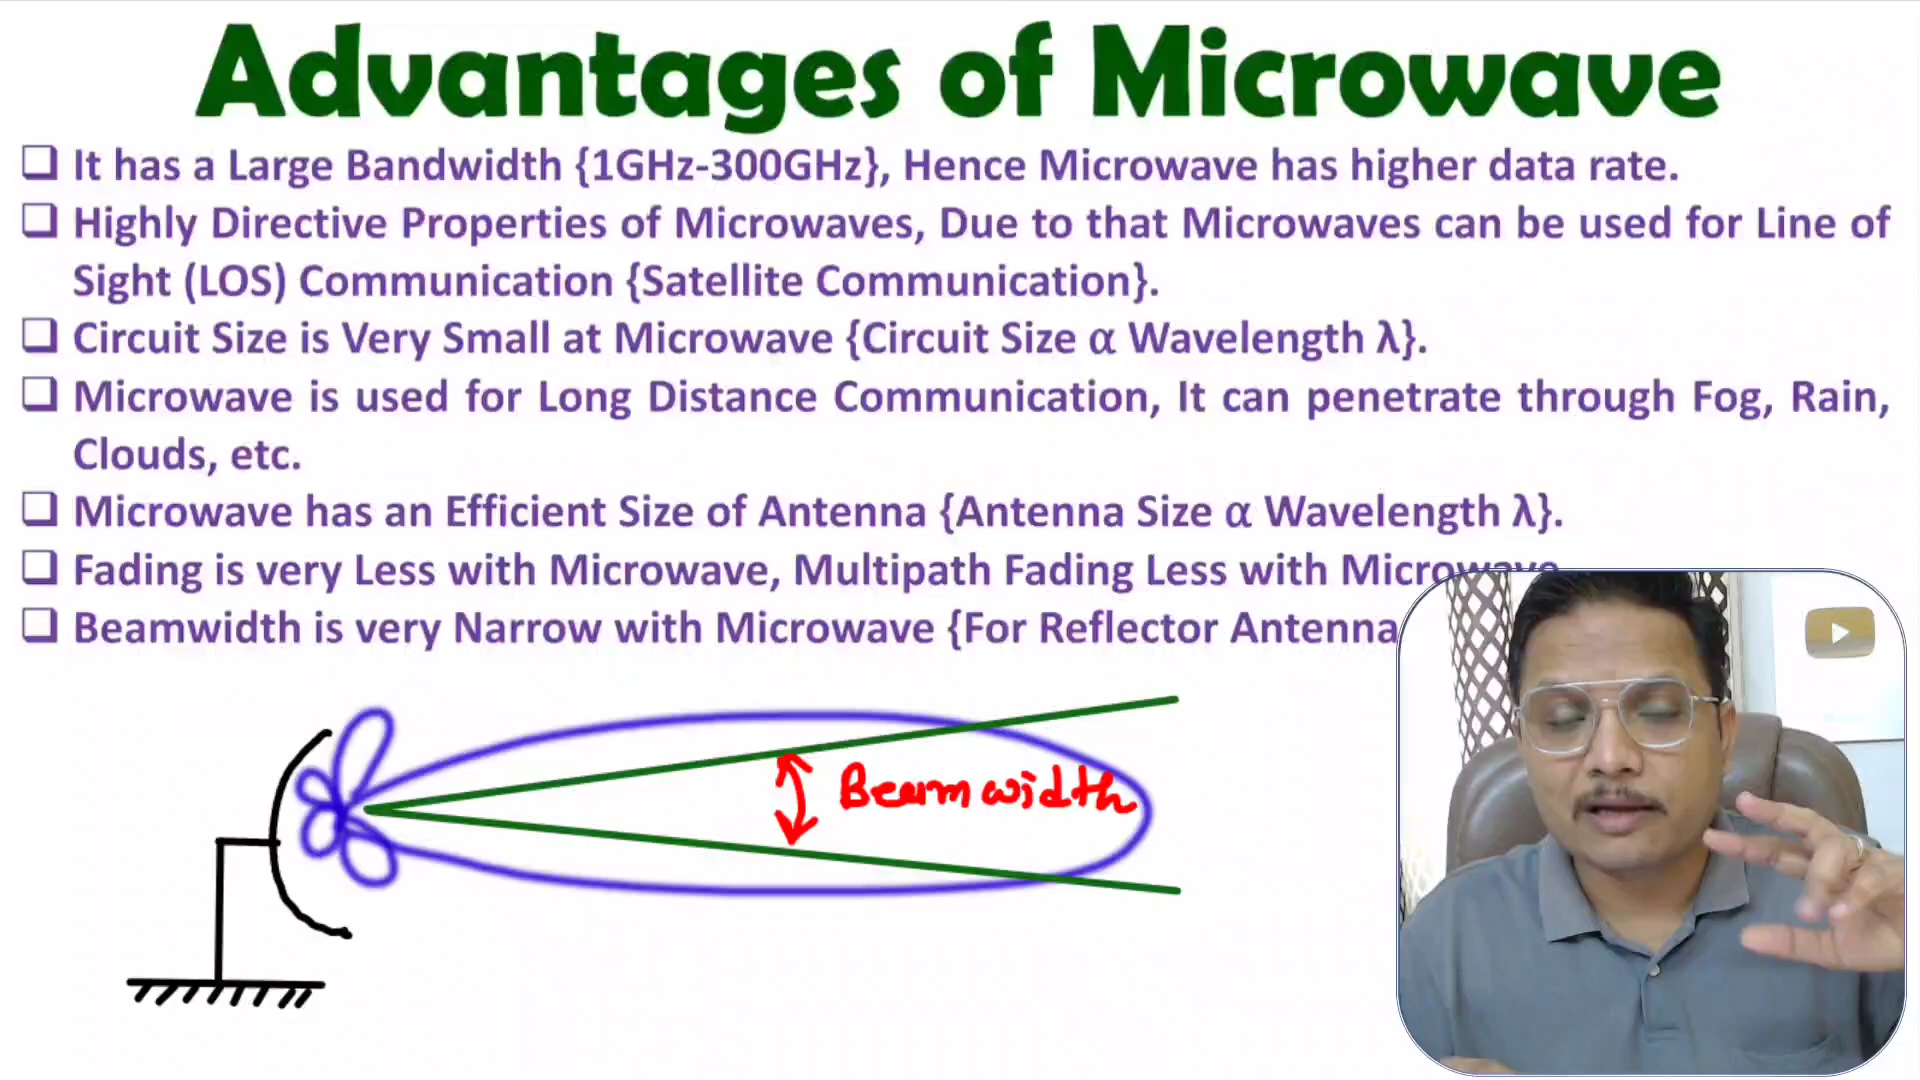 Advantages of Microwave
❑ It has a Large Bandwidth {1GHz-300GHz}, Hence Microwave has higher data rate.
❑ Highly Directive Properties of Microwaves, Due to that Microwaves can be used for Line of
Sight (LOS) Communication {Satellite Communication}.
❑ Circuit Size is Very Small at Microwave {Circuit Size α Wavelength λ}.
❑ Microwave is used for Long Distance Communication, It can penetrate through Fog, Rain,
Clouds, etc.
❑ Microwave has an Efficient Size of Antenna {Antenna Size α Wavelength λ}.
❑ Fading is very Less with Microwave, Multipath Fading Less with Microwave
❑ Beamwidth is very Narrow with Microwave {For Reflector Antenna
Beam width